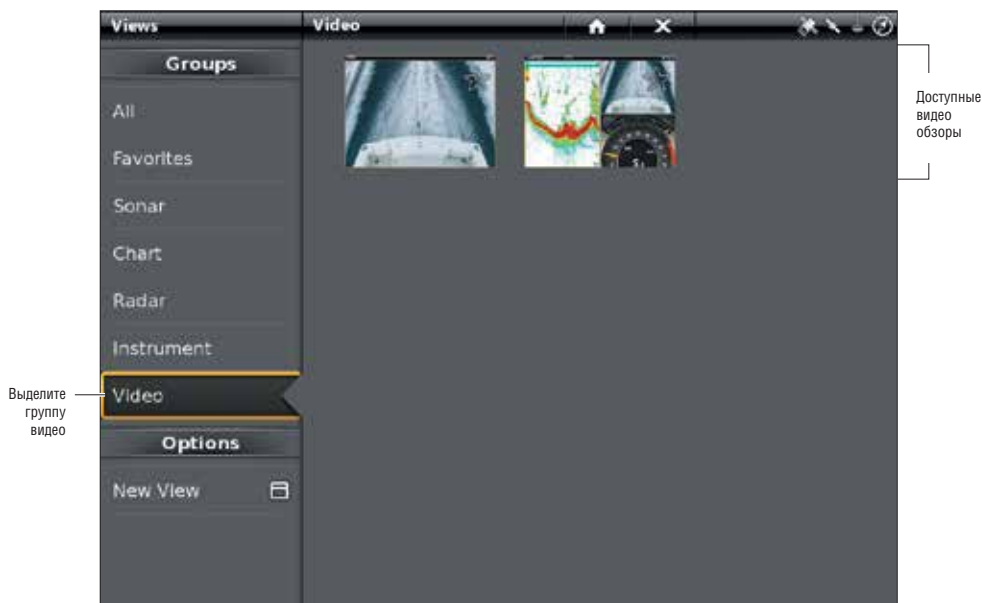 Views
Video
Groups
All
Favorites
Sonar
Chart
Radar
Instrument
Video
Options
New View
Доступные
видео
обзоры
Выделите
группу
видео